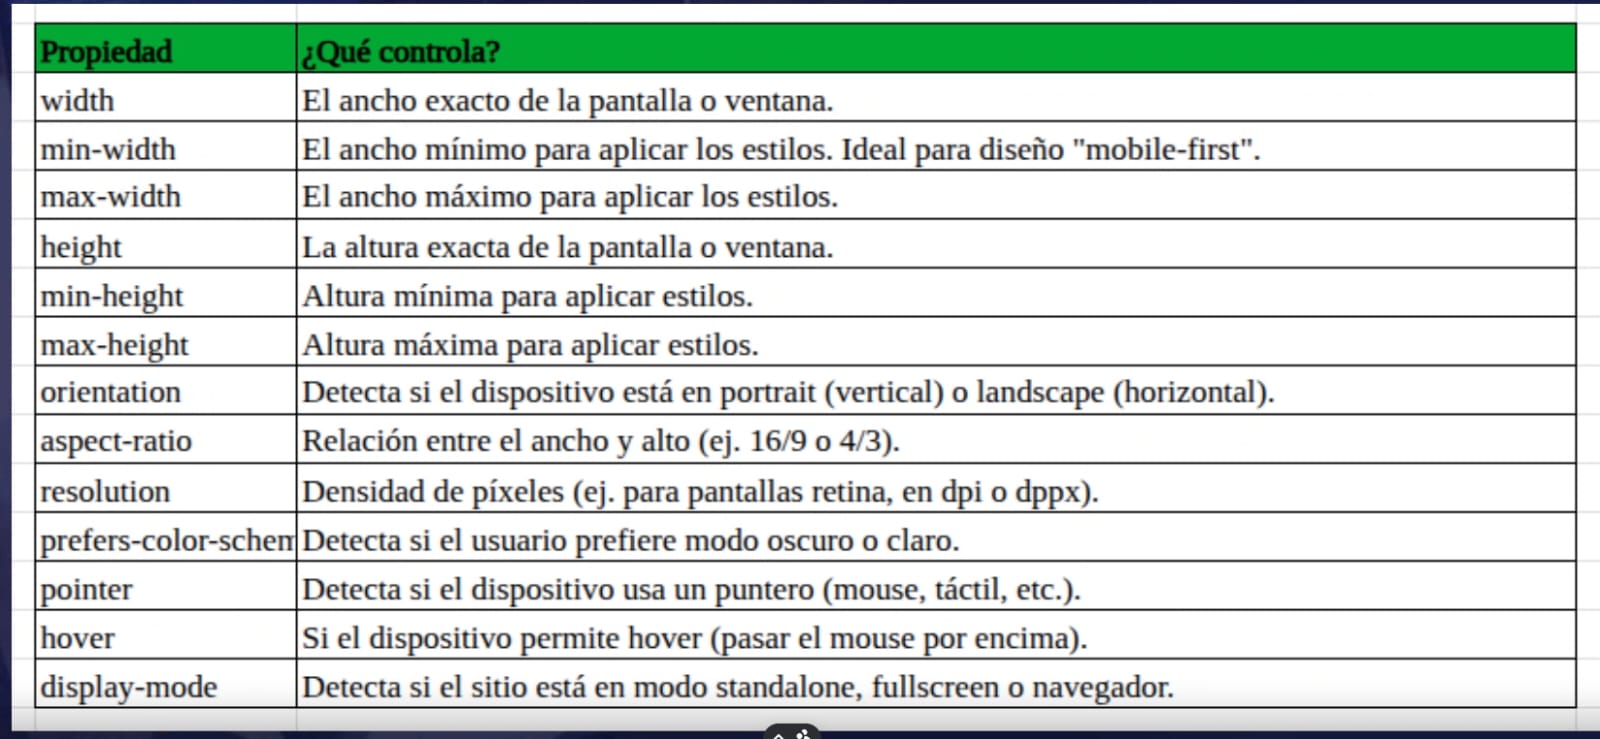 Propiedad ¿Qué controla?
width El ancho exacto de la pantalla o ventana.
min-width El ancho mínimo para aplicar los estilos. Ideal para diseño "mobile-first".
max-width El ancho máximo para aplicar los estilos.
height La altura exacta de la pantalla o ventana.
min-height Altura mínima para aplicar estilos.
max-height Altura máxima para aplicar estilos.
orientation Detecta si el dispositivo está en portrait (vertical) o landscape (horizontal).
aspect-ratio Relación entre el ancho y alto (ej. 16/9 o 4/3).
resolution Densidad de píxeles (ej. para pantallas retina, en dpi o dppx).
prefers-color-schem Detecta si el usuario prefiere modo oscuro o claro.
pointer Detecta si el dispositivo usa un puntero (mouse, táctil, etc.).
hover Si el dispositivo permite hover (pasar el mouse por encima).
display-mode Detecta si el sitio está en modo standalone, fullscreen o navegador.